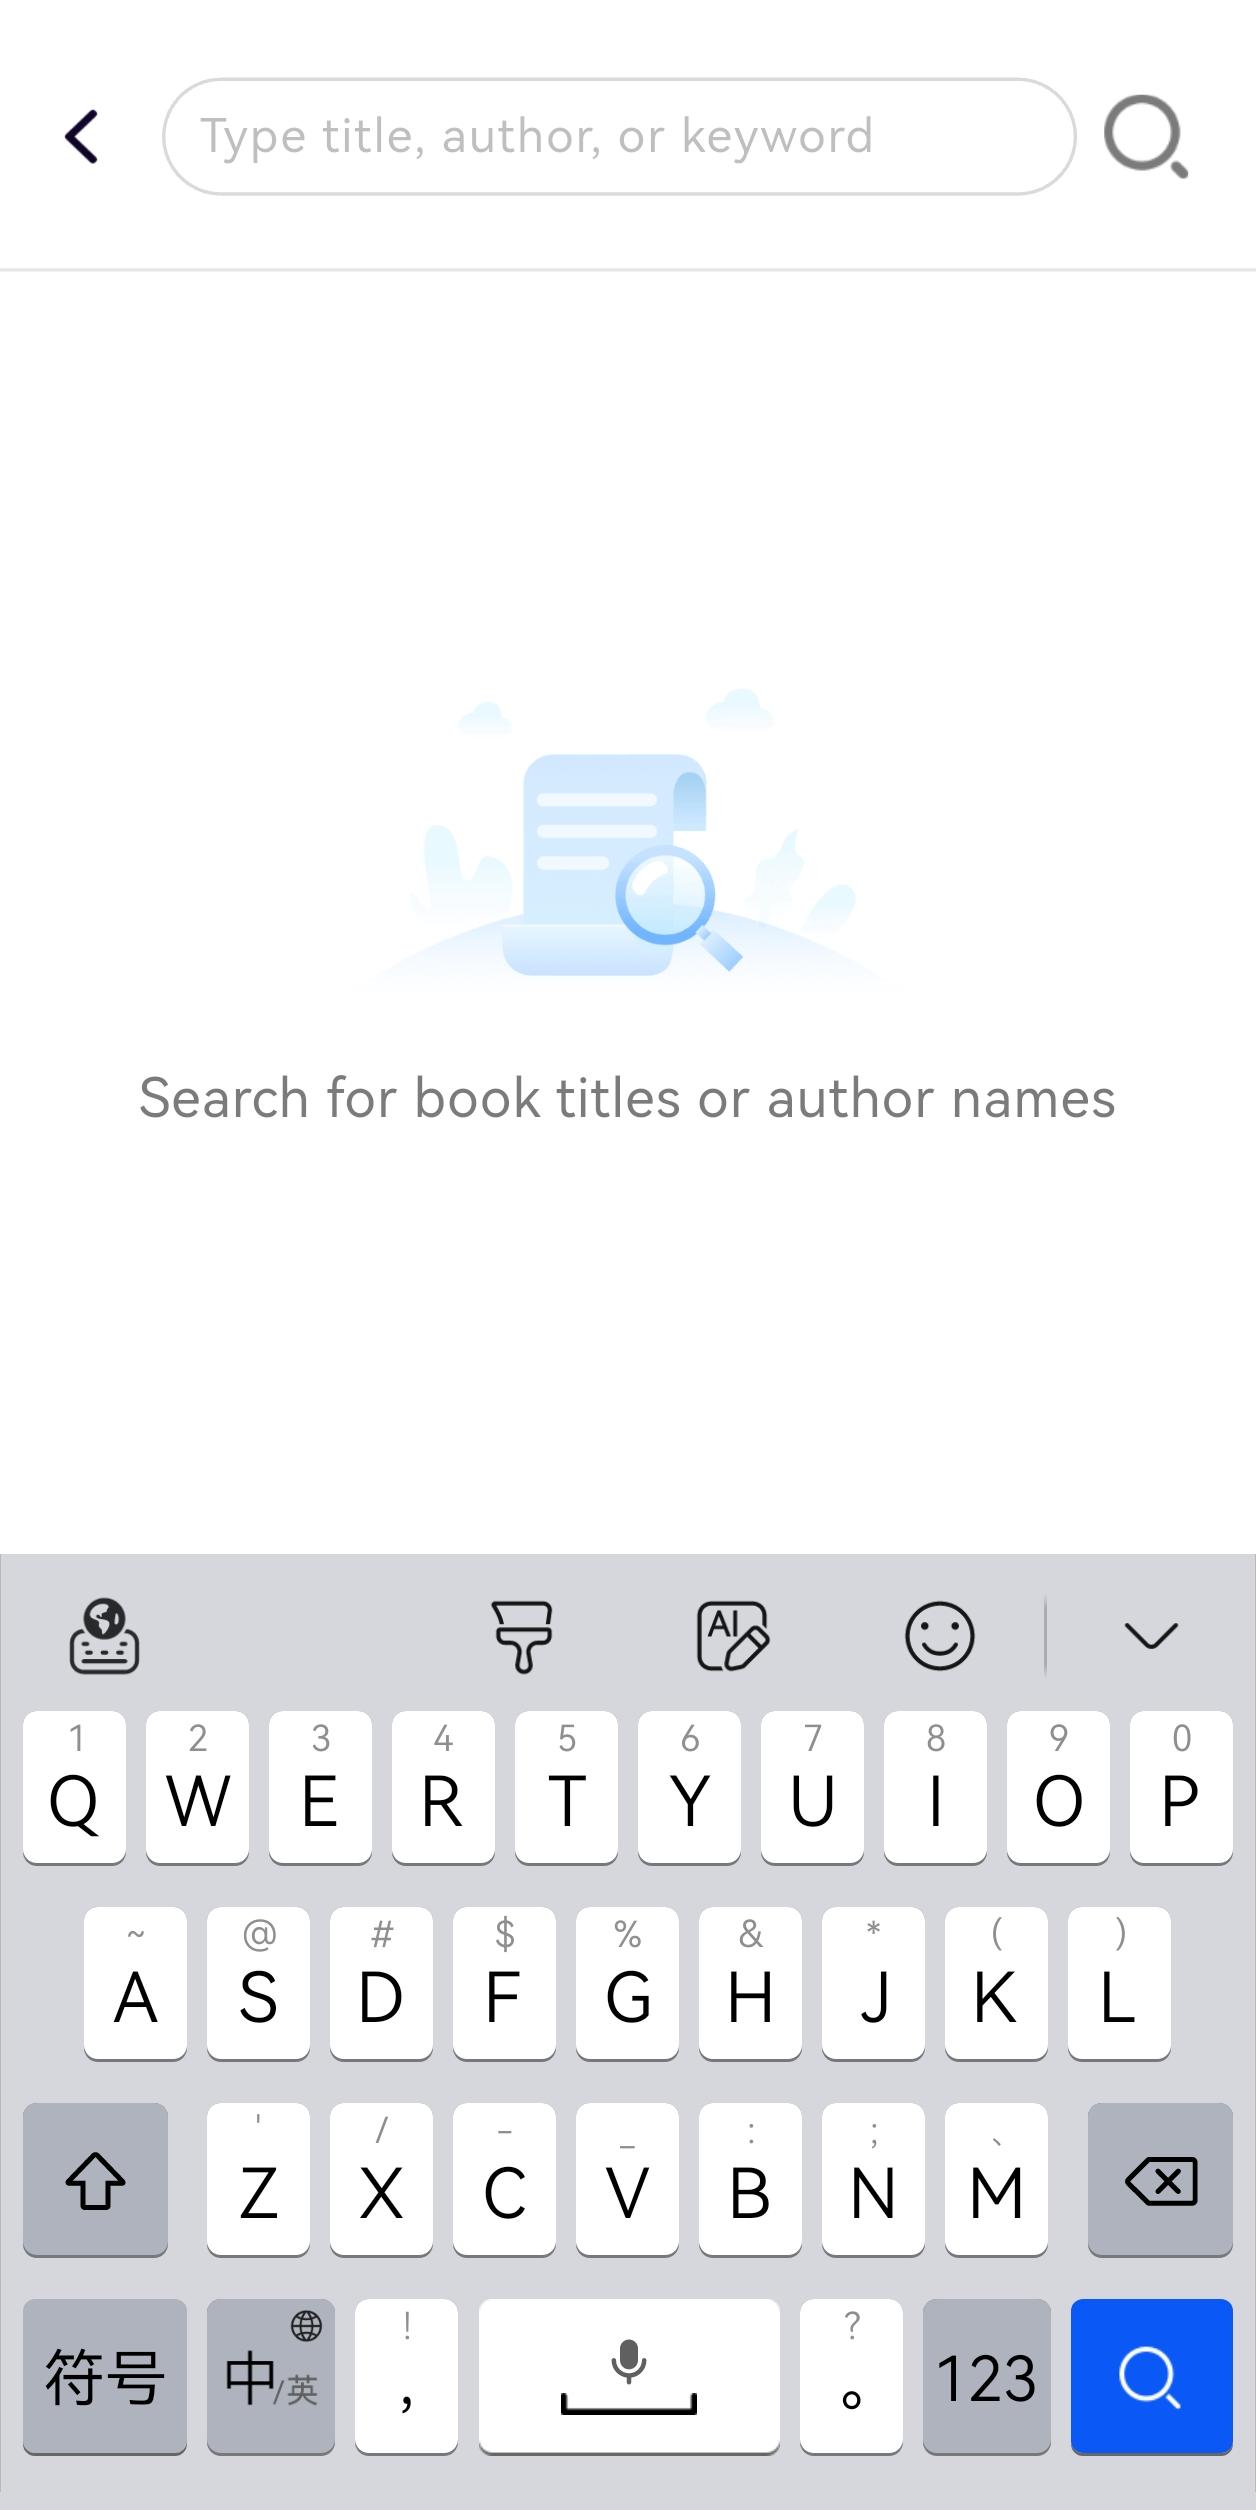 Type title, author, or keyword
Search for book titles or author names
AI
1 2 3 4 5 6 7 8 9 0
Q W E R T Y U I O P
~ @ # $ % & * ( )
A S D F G H J K L
' / - _ : ; 、
Z X C V B N M
! ?
符号 中/英 , 。 123